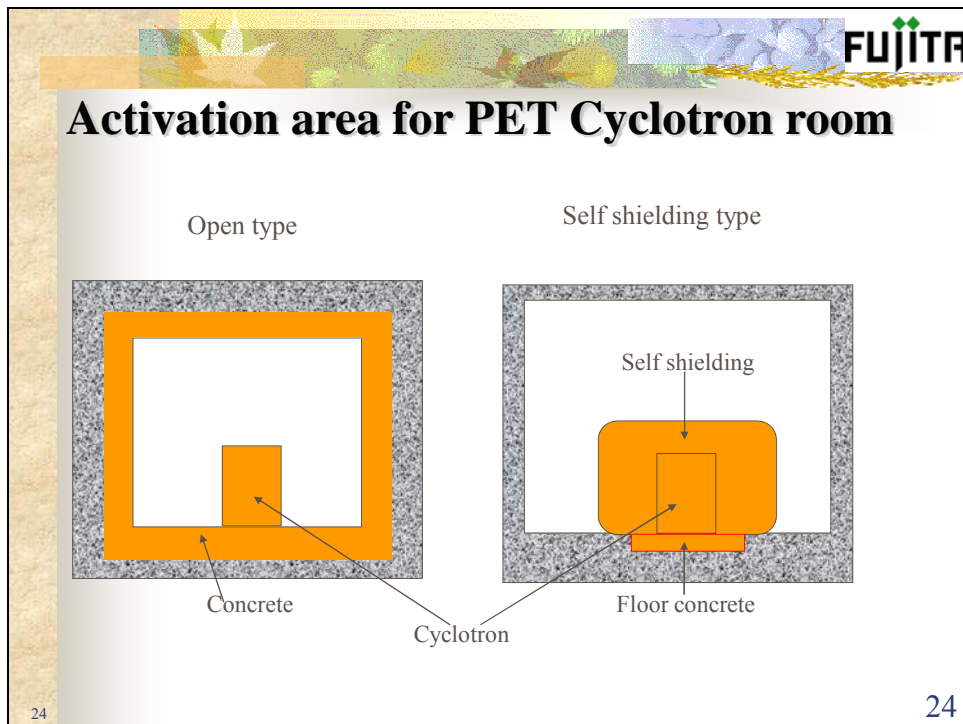 FUJITA
Activation area for PET Cyclotron room
Open type
Self shielding type
Self shielding
Concrete
Floor concrete
Cyclotron
24
24